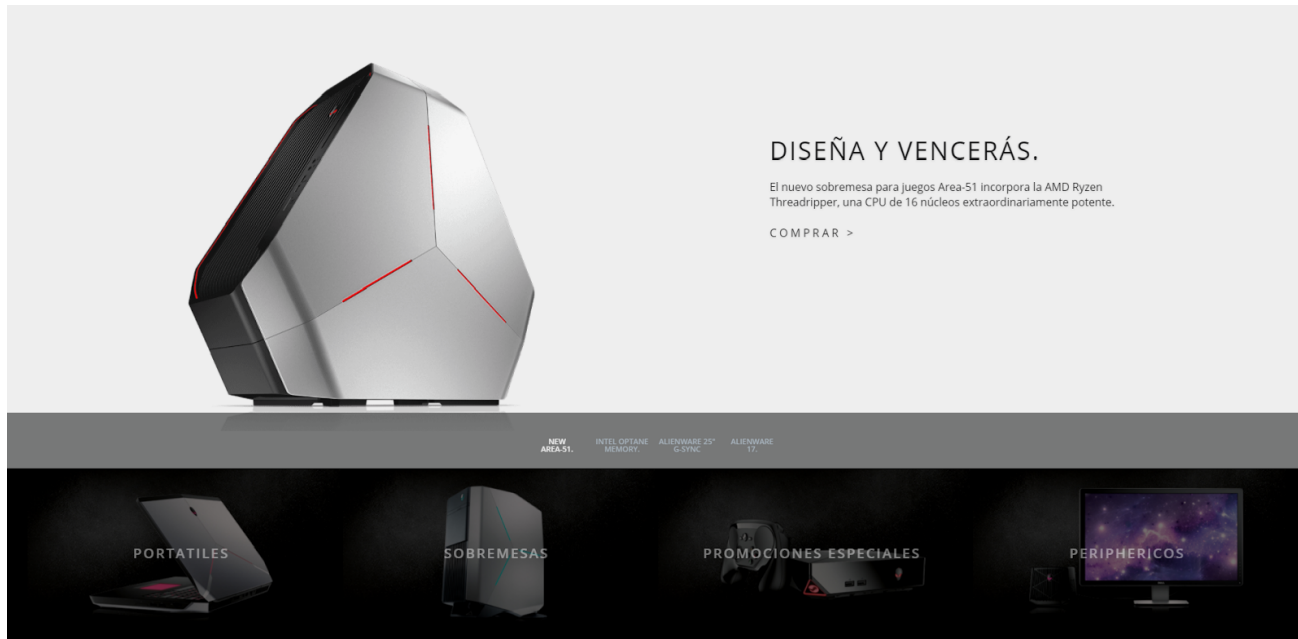 DISEÑA Y VENCERÁS.
El nuevo sobremesa para juegos Area-51 incorpora la AMD Ryzen
Threadripper, una CPU de 16 núcleos extraordinariamente potente.
COMPRAR >
NEW
AREA-51.
INTEL OPTANE
MEMORY.
ALIENWARE 25"
G-SYNC
ALIENWARE
17.
PORTATILES
SOBREMESAS
PROMOCIONES ESPECIALES
PERIPHERICOS